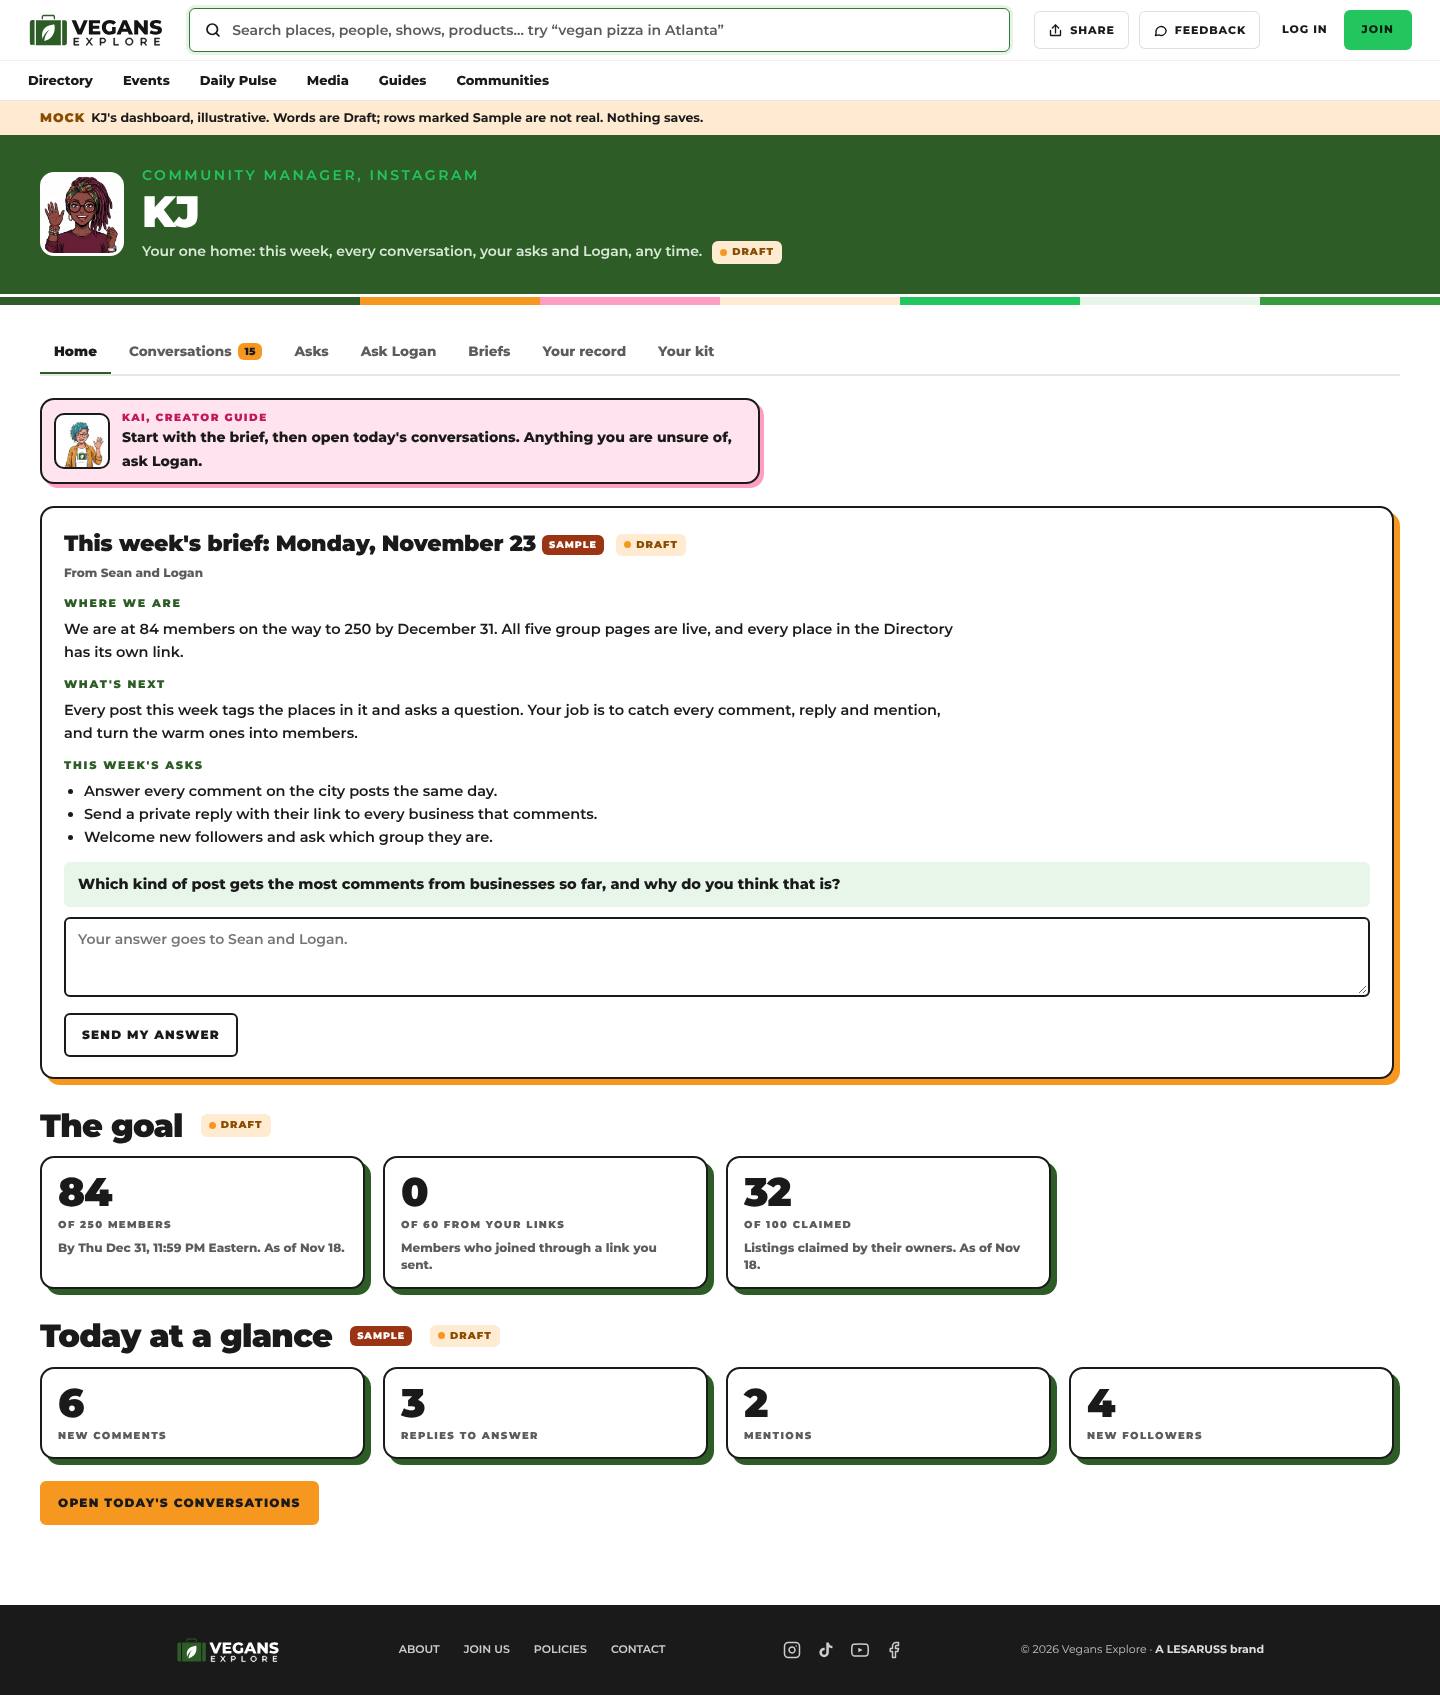 VEGANS
EXPLORE
Search places, people, shows, products... try “vegan pizza in Atlanta”
SHARE
FEEDBACK
LOG IN
JOIN
Directory
Events
Daily Pulse
Media
Guides
Communities
MOCK KJ's dashboard, illustrative. Words are Draft; rows marked Sample are not real. Nothing saves.
COMMUNITY MANAGER, INSTAGRAM
KJ
Your one home: this week, every conversation, your asks and Logan, any time.
DRAFT
Home
Conversations 15
Asks
Ask Logan
Briefs
Your record
Your kit
KAI, CREATOR GUIDE
Start with the brief, then open today's conversations. Anything you are unsure of,
ask Logan.
This week's brief: Monday, November 23 SAMPLE DRAFT
From Sean and Logan
WHERE WE ARE
We are at 84 members on the way to 250 by December 31. All five group pages are live, and every place in the Directory
has its own link.
WHAT'S NEXT
Every post this week tags the places in it and asks a question. Your job is to catch every comment, reply and mention,
and turn the warm ones into members.
THIS WEEK'S ASKS
• Answer every comment on the city posts the same day.
• Send a private reply with their link to every business that comments.
• Welcome new followers and ask which group they are.
Which kind of post gets the most comments from businesses so far, and why do you think that is?
Your answer goes to Sean and Logan.
SEND MY ANSWER
The goal DRAFT
84
OF 250 MEMBERS
By Thu Dec 31, 11:59 PM Eastern. As of Nov 18.
0
OF 60 FROM YOUR LINKS
Members who joined through a link you
sent.
32
OF 100 CLAIMED
Listings claimed by their owners. As of Nov
18.
Today at a glance SAMPLE DRAFT
6
NEW COMMENTS
3
REPLIES TO ANSWER
2
MENTIONS
4
NEW FOLLOWERS
OPEN TODAY'S CONVERSATIONS
VEGANS
EXPLORE
ABOUT
JOIN US
POLICIES
CONTACT
© 2026 Vegans Explore · A LESARUSS brand